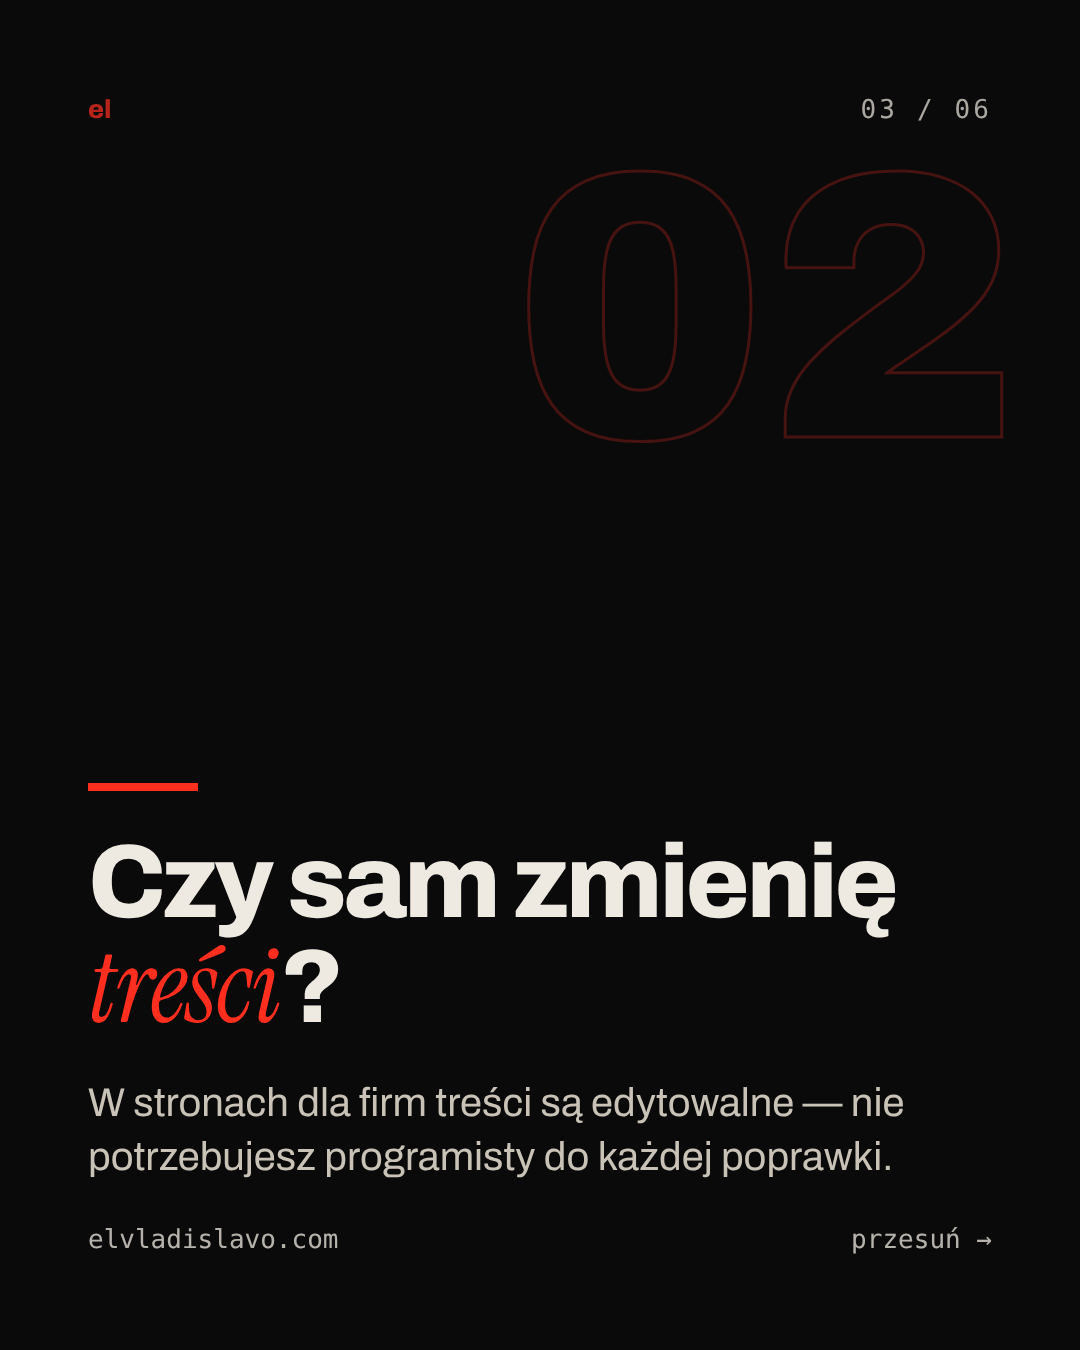 el
03 / 06
02
Czy sam zmienię
treści?
W stronach dla firm treści są edytowalne — nie
potrzebujesz programisty do każdej poprawki.
elvladislavo.com
przesuń →